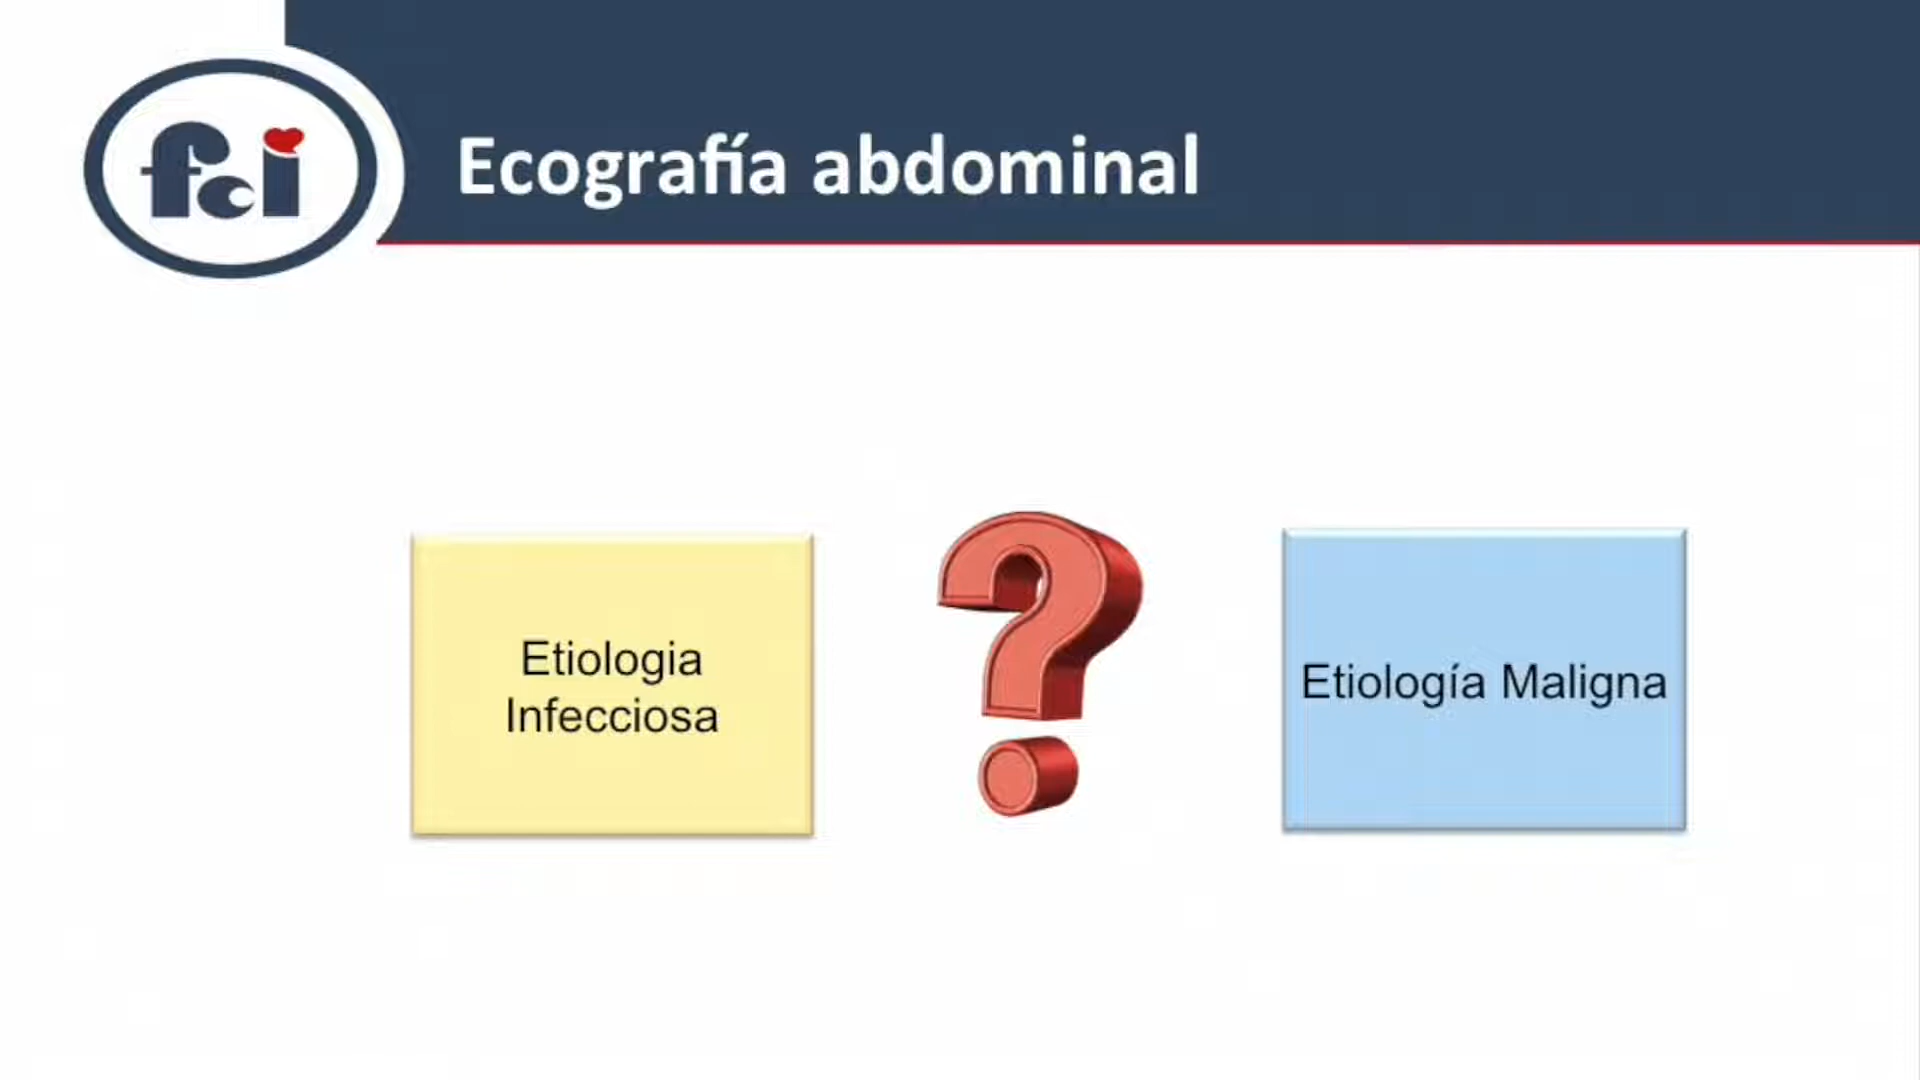 fci
Ecografía abdominal
Etiologia
Infecciosa
?
Etiología Maligna